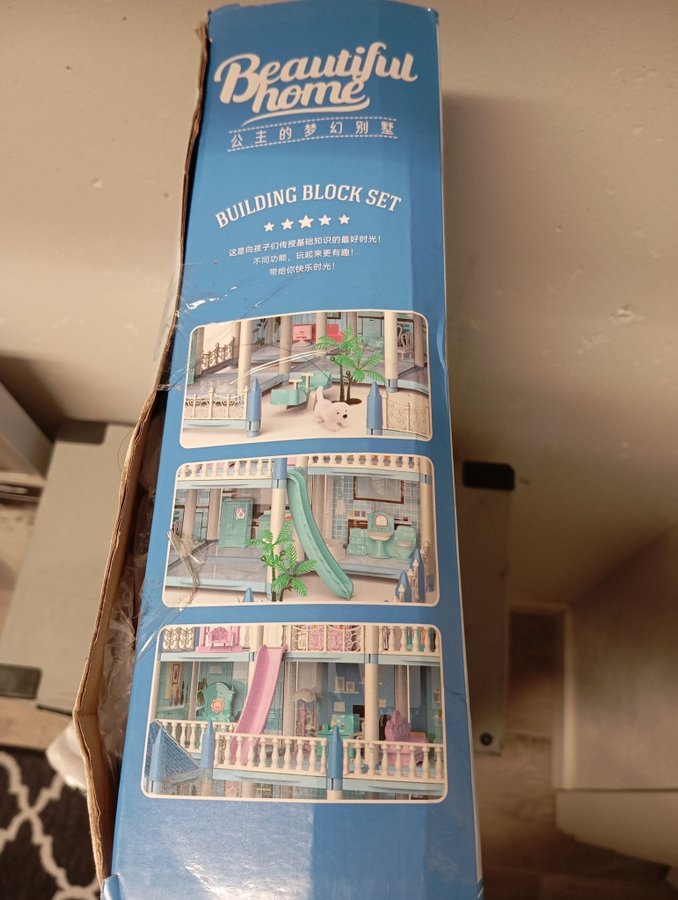 Beautiful
home
公主的梦幻别墅
BUILDING BLOCK SET
这是向孩子们传授基础知识的最好时光！
不同功能，玩起来更有趣！
带给你快乐时光！